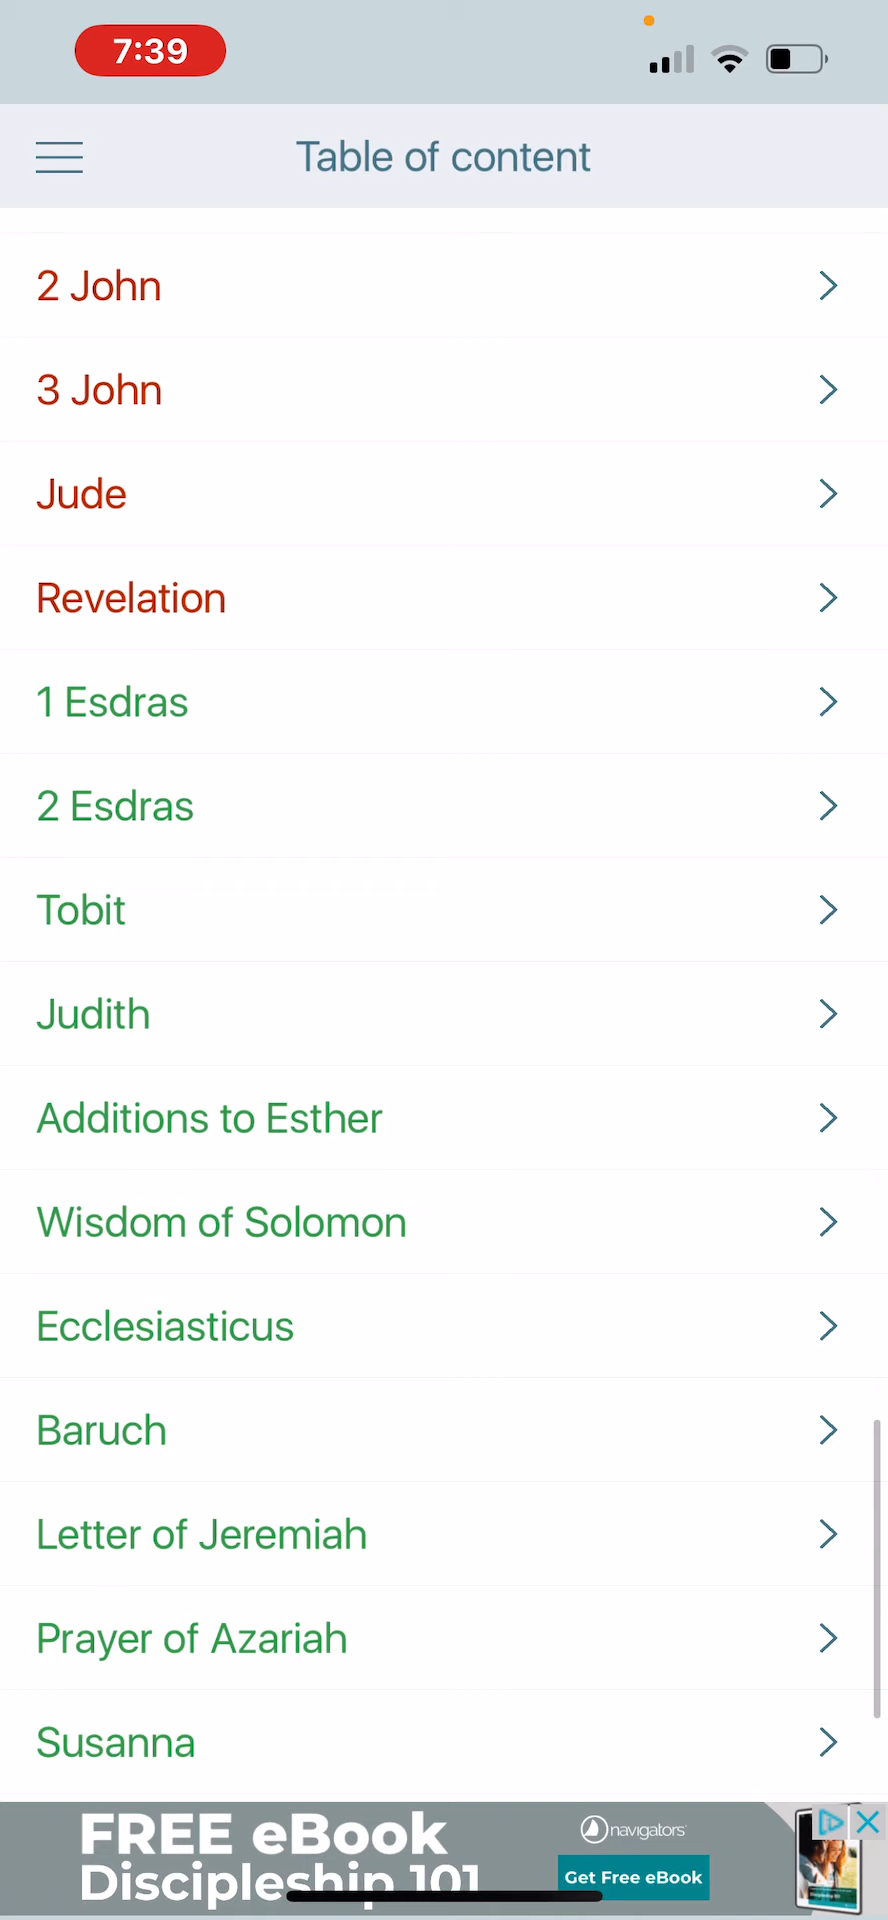 7:39
Table of content
2 John
3 John
Jude
Revelation
1 Esdras
2 Esdras
Tobit
Judith
Additions to Esther
Wisdom of Solomon
Ecclesiasticus
Baruch
Letter of Jeremiah
Prayer of Azariah
Susanna
FREE eBook
Discipleship 101
navigators
Get Free eBook